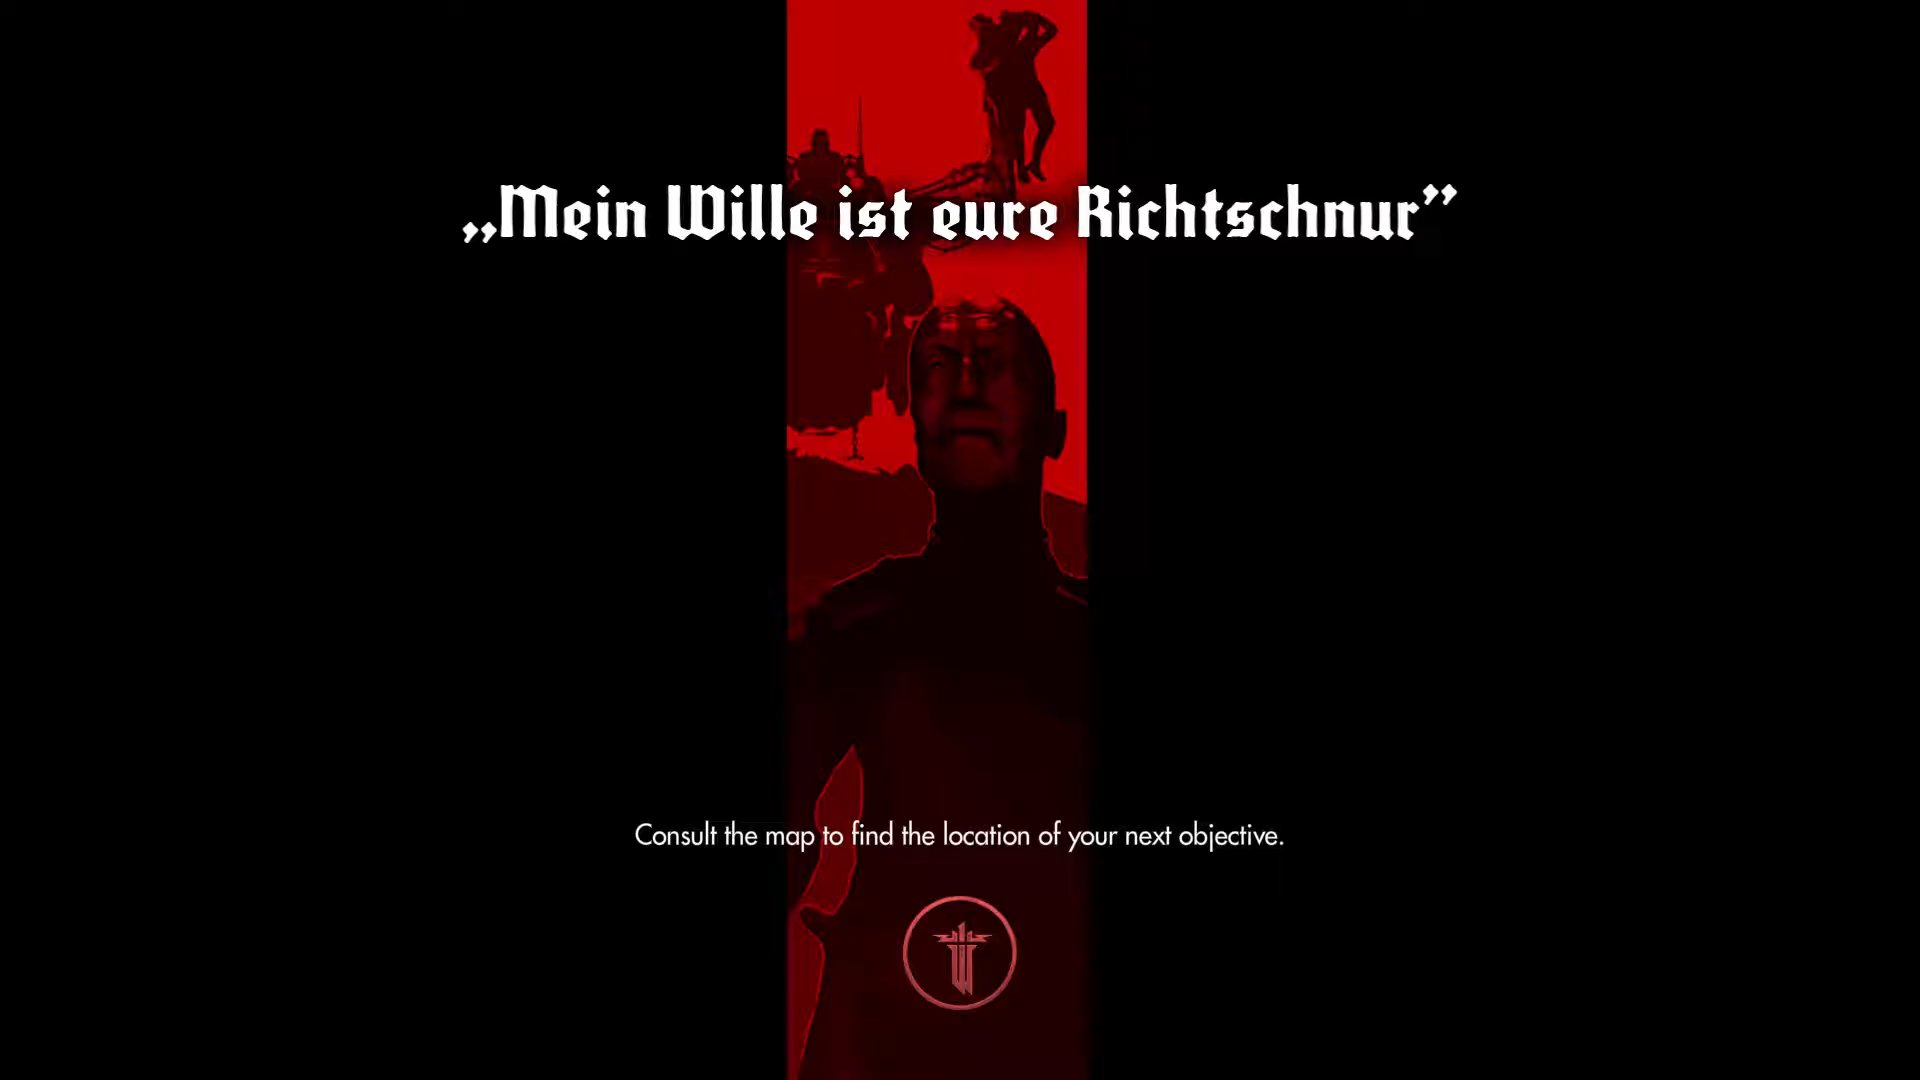 „Mein Wille ist eure Richtschnur”
Consult the map to find the location of your next objective.